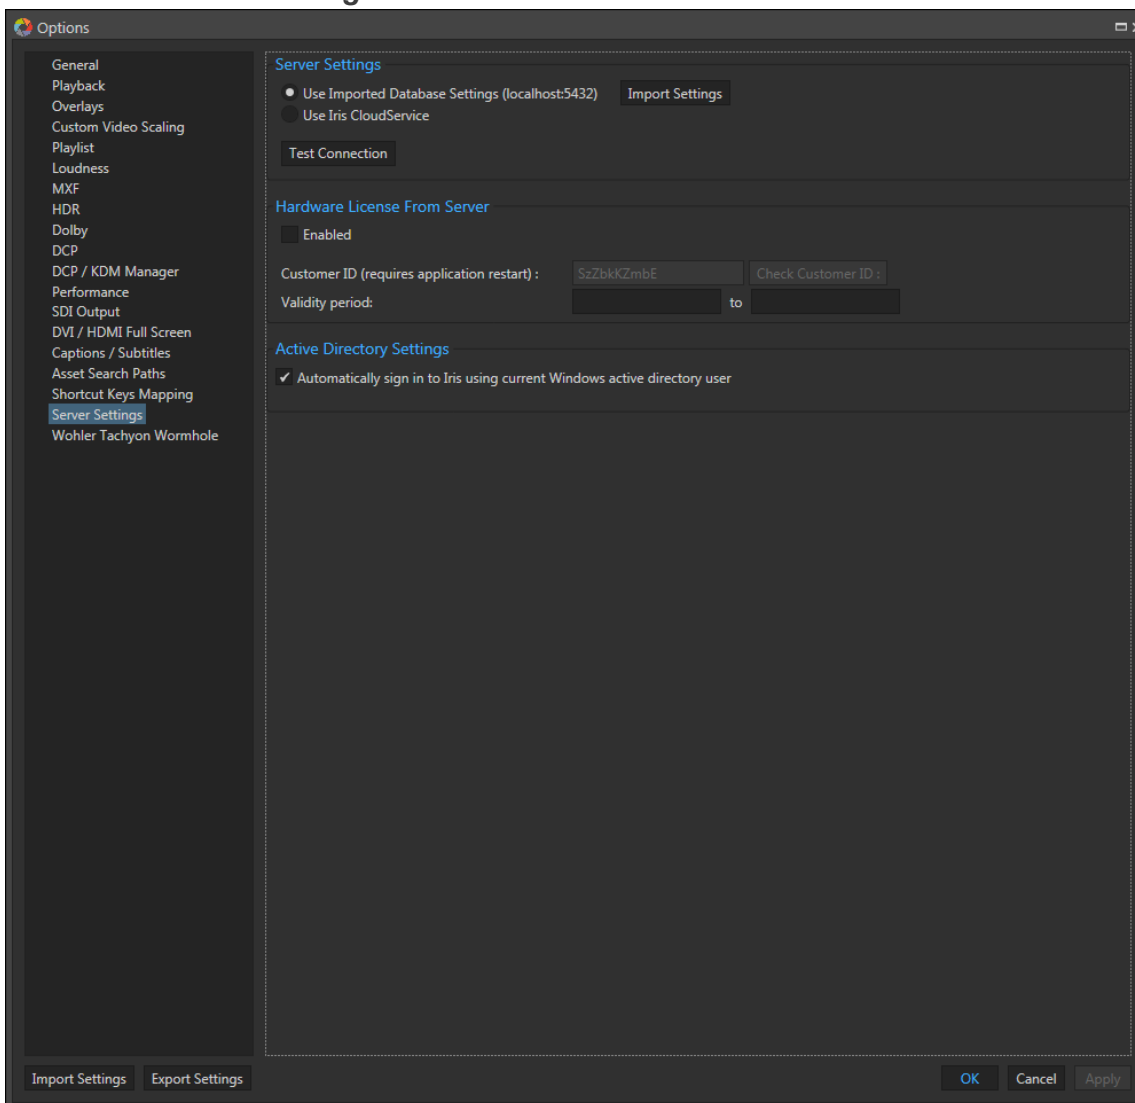 Options
General
Playback
Overlays
Custom Video Scaling
Playlist
Loudness
MXF
HDR
Dolby
DCP
DCP / KDM Manager
Performance
SDI Output
DVI / HDMI Full Screen
Captions / Subtitles
Asset Search Paths
Shortcut Keys Mapping
Server Settings
Wohler Tachyon Wormhole
Server Settings
Use Imported Database Settings (localhost:5432) Import Settings
Use Iris CloudService
Test Connection
Hardware License From Server
Enabled
Customer ID (requires application restart) : SzZbkKZmbE Check Customer ID :
Validity period: to
Active Directory Settings
Automatically sign in to Iris using current Windows active directory user
Import Settings Export Settings OK Cancel Apply